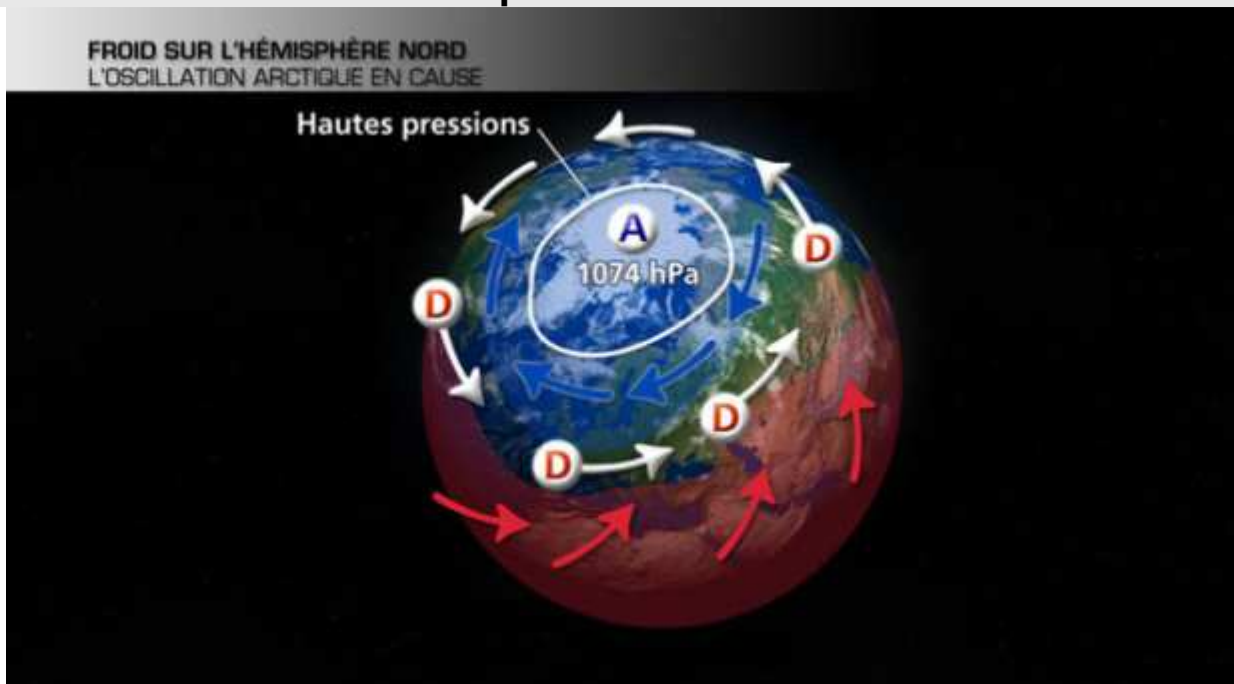 FROID SUR L'HÉMISPHÈRE NORD
L'OSCILLATION ARCTIQUE EN CAUSE
Hautes pressions
A
1074 hPa
D
D
D
D